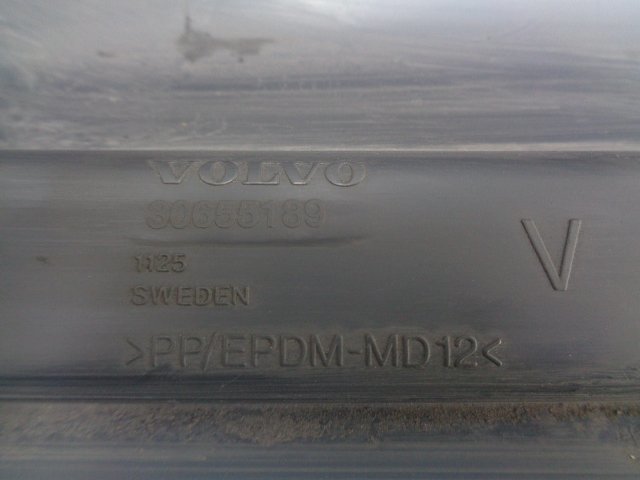 VOLVO
30655189
1125
SWEDEN
V
>PP/EPDM-MD12<